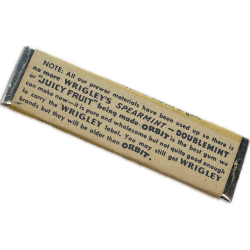 NOTE: All our prewar materials have been used up so there is
no more WRIGLEY'S SPEARMINT - DOUBLEMINT
or "JUICY FRUIT" being made. ORBIT is the best gum we
can make now—it is pure and wholesome but not quite good enough
to carry the WRIGLEY label. You may still get WRIGLEY
brands but they will be older than ORBIT.